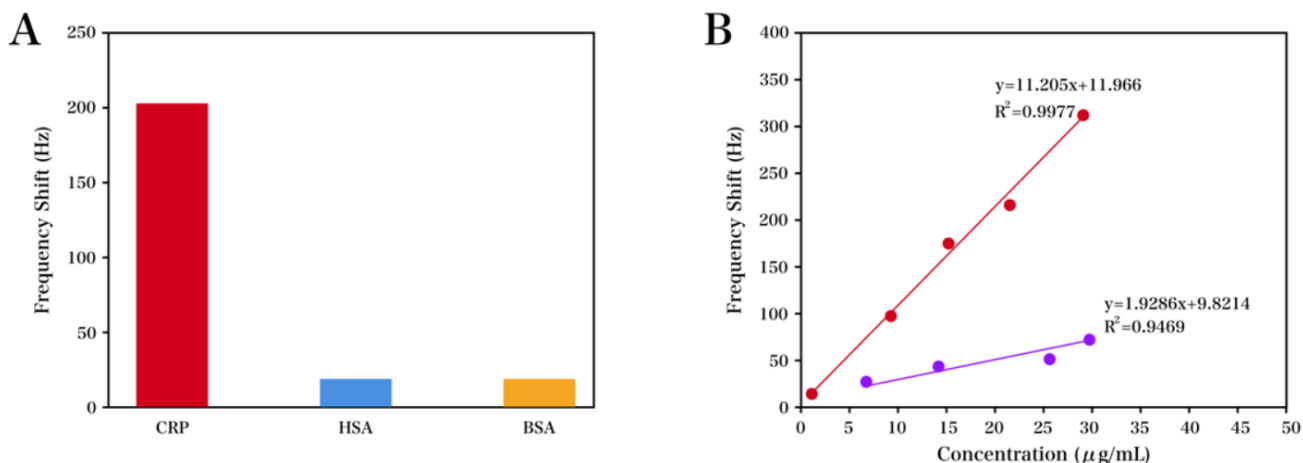 A
250
200
150
100
50
0
Frequency Shift (Hz)
CRP HSA BSA
B
400
350
300
250
200
150
100
50
0
Frequency Shift (Hz)
y=11.205x+11.966
R²=0.9977
y=1.9286x+9.8214
R²=0.9469
0 5 10 15 20 25 30 35 40 45 50
Concentration (μg/mL)